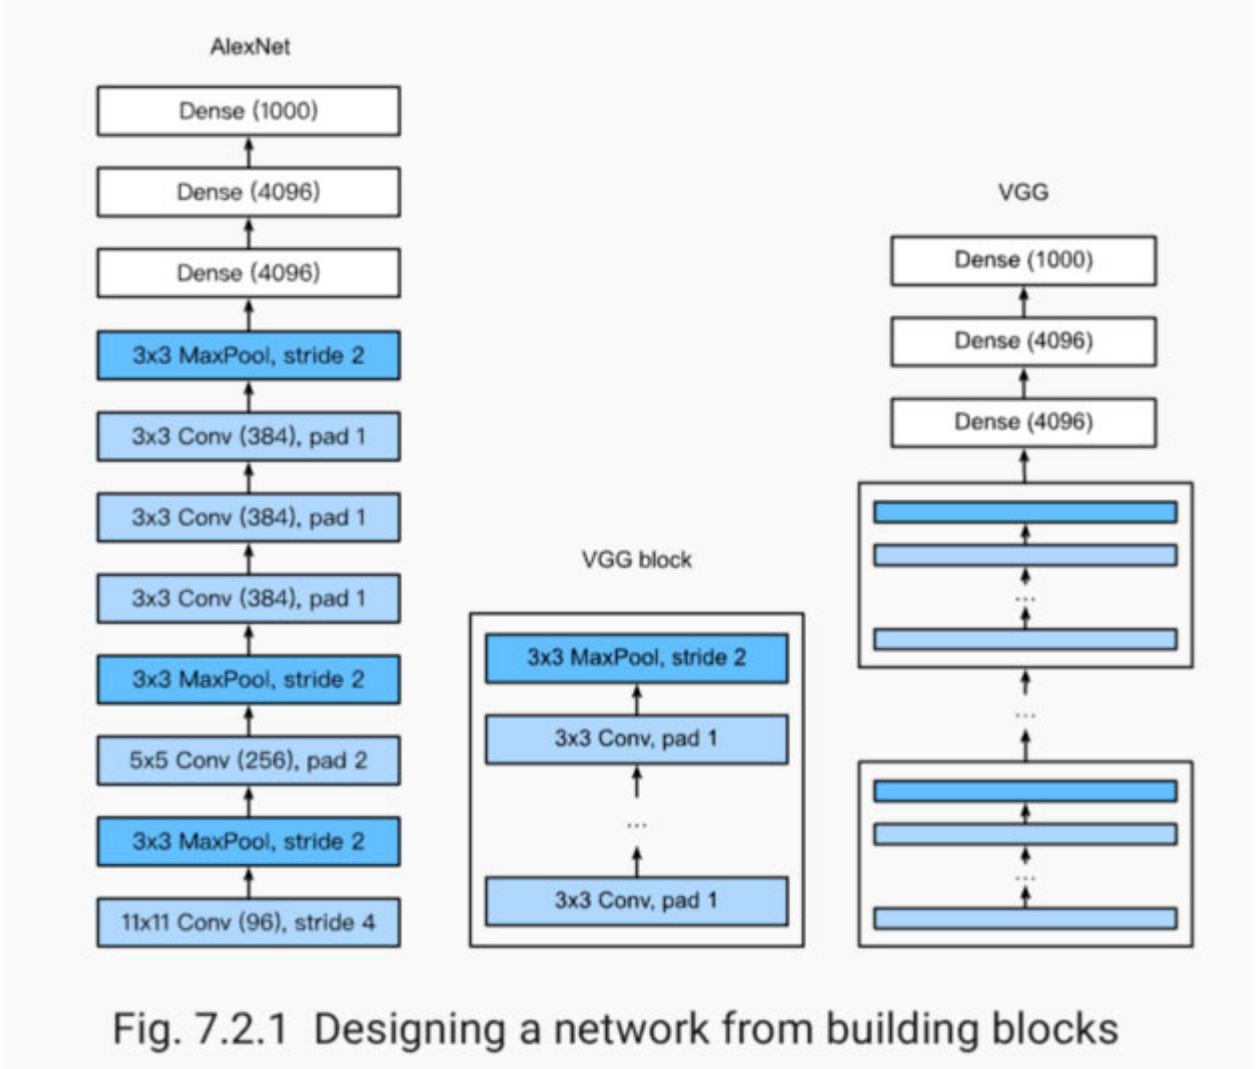 AlexNet
Dense (1000)
Dense (4096)
Dense (4096)
3x3 MaxPool, stride 2
3x3 Conv (384), pad 1
3x3 Conv (384), pad 1
3x3 Conv (384), pad 1
3x3 MaxPool, stride 2
5x5 Conv (256), pad 2
3x3 MaxPool, stride 2
11x11 Conv (96), stride 4
VGG block
3x3 MaxPool, stride 2
3x3 Conv, pad 1
...
3x3 Conv, pad 1
VGG
Dense (1000)
Dense (4096)
Dense (4096)
...
...
...
Fig. 7.2.1 Designing a network from building blocks